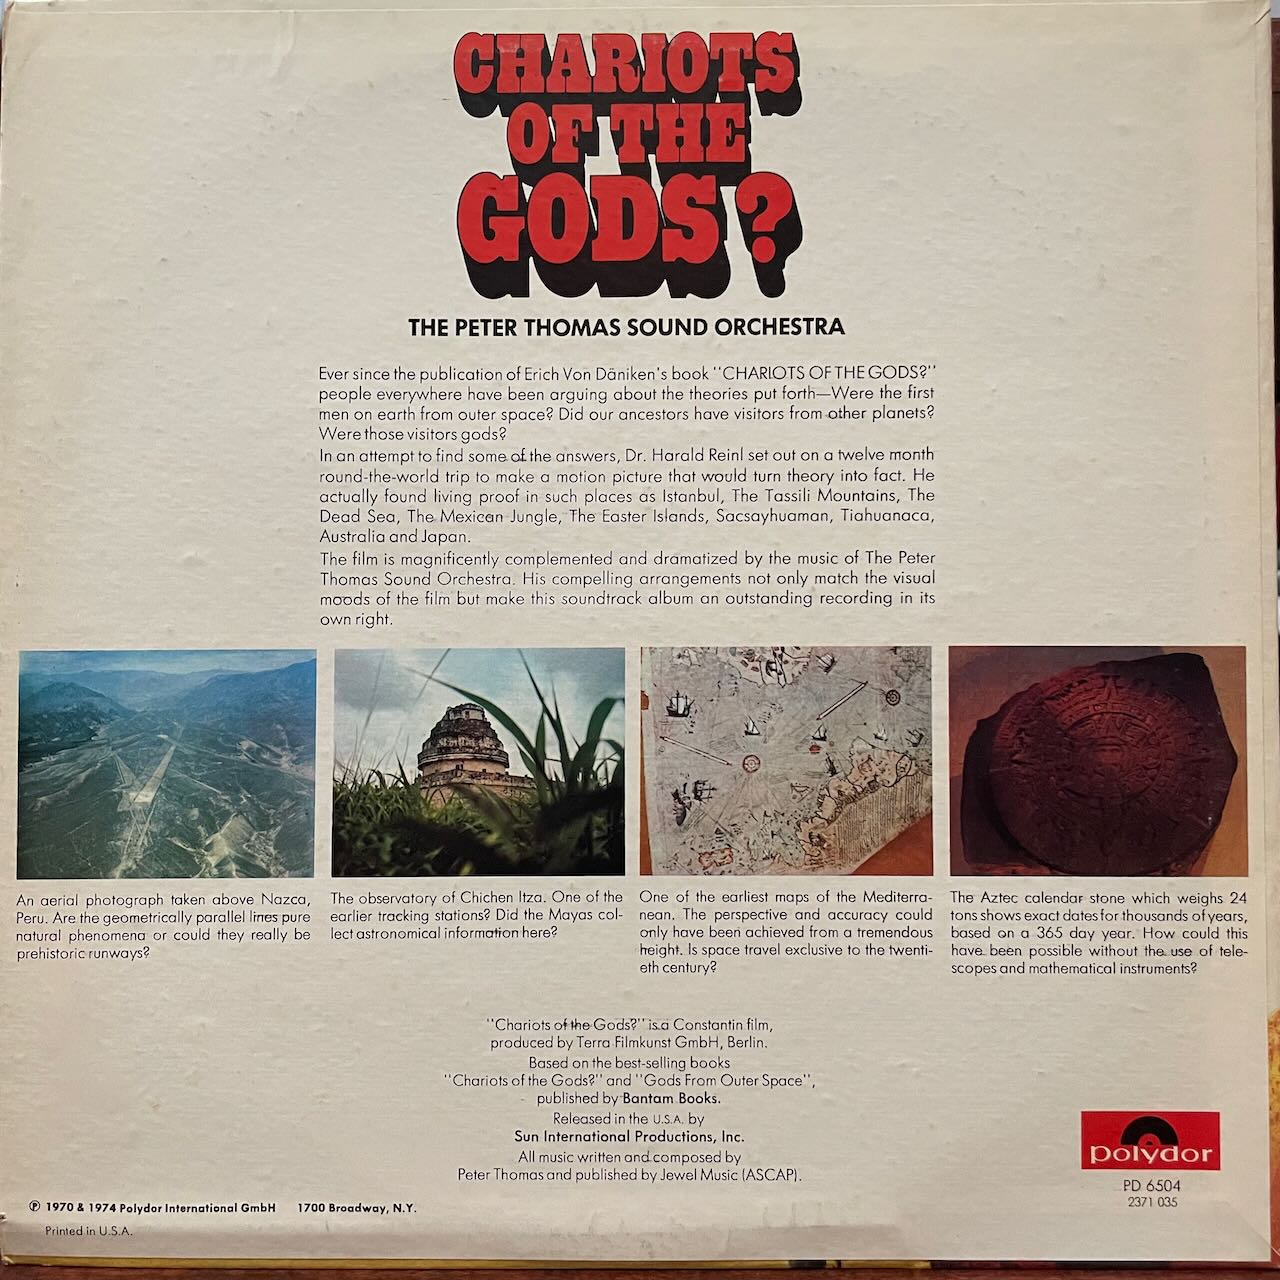 CHARIOTS
OF THE
GODS?
THE PETER THOMAS SOUND ORCHESTRA
Ever since the publication of Erich Von Däniken's book "CHARIOTS OF THE GODS?"
people everywhere have been arguing about the theories put forth—Were the first
men on earth from outer space? Did our ancestors have visitors from other planets?
Were those visitors gods?
In an attempt to find some of the answers, Dr. Harald Reinl set out on a twelve month
round-the-world trip to make a motion picture that would turn theory into fact. He
actually found living proof in such places as Istanbul, The Tassili Mountains, The
Dead Sea, The Mexican Jungle, The Easter Islands, Sacsayhuaman, Tiahuanaca,
Australia and Japan.
The film is magnificently complemented and dramatized by the music of The Peter
Thomas Sound Orchestra. His compelling arrangements not only match the visual
moods of the film but make this soundtrack album an outstanding recording in its
own right.
An aerial photograph taken above Nazca,
Peru. Are the geometrically parallel lines pure
natural phenomena or could they really be
prehistoric runways?
The observatory of Chichen Itza. One of the
earlier tracking stations? Did the Mayas col-
lect astronomical information here?
One of the earliest maps of the Mediterra-
nean. The perspective and accuracy could
only have been achieved from a tremendous
height. Is space travel exclusive to the twenti-
eth century?
The Aztec calendar stone which weighs 24
tons shows exact dates for thousands of years,
based on a 365 day year. How could this
have been possible without the use of tele-
scopes and mathematical instruments?
"Chariots of the Gods?" is a Constantin film,
produced by Terra Filmkunst GmbH, Berlin.
Based on the best-selling books
"Chariots of the Gods?" and "Gods From Outer Space",
published by Bantam Books.
Released in the U.S.A. by
Sun International Productions, Inc.
All music written and composed by
Peter Thomas and published by Jewel Music (ASCAP).
polydor
PD 6504
2371 035
℗ 1970 & 1974 Polydor International GmbH 1700 Broadway, N.Y.
Printed in U.S.A.